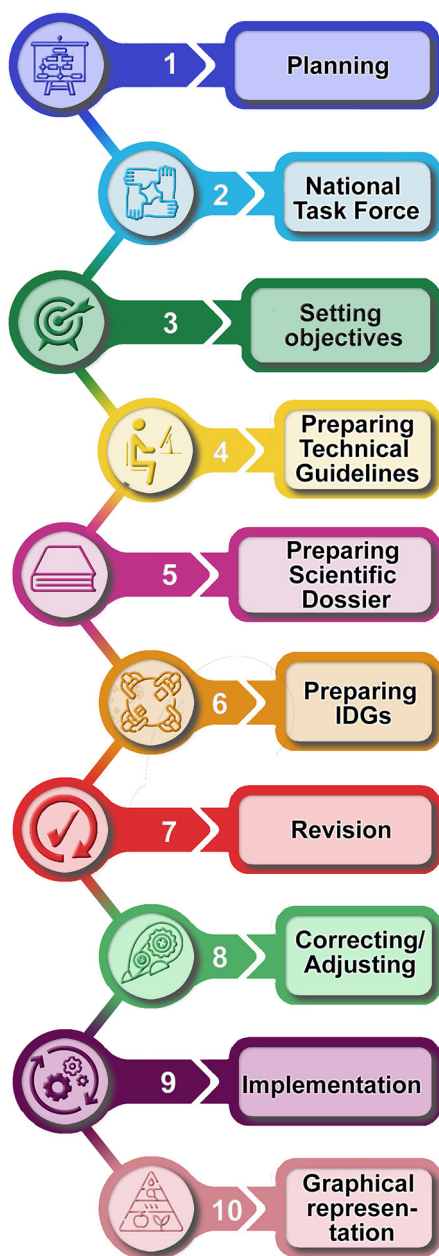 1
Planning
2
National
Task Force
3
Setting
objectives
4
Preparing
Technical
Guidelines
5
Preparing
Scientific
Dossier
6
Preparing
IDGs
7
Revision
8
Correcting/
Adjusting
9
Implementation
10
Graphical
represen-
tation